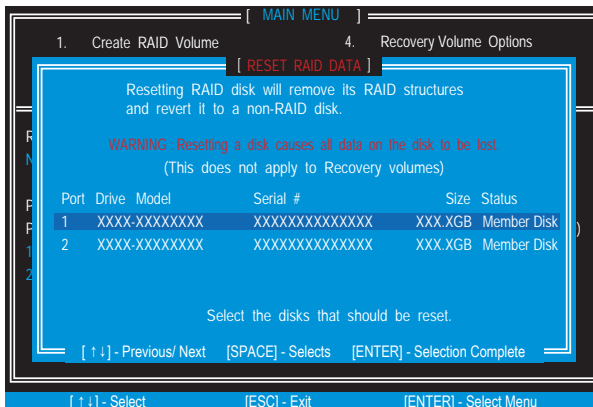 [ MAIN MENU ]
1. Create RAID Volume 4. Recovery Volume Options
[ RESET RAID DATA ]
Resetting RAID disk will remove its RAID structures
and revert it to a non-RAID disk.
WARNING : Resetting a disk causes all data on the disk to be lost.
(This does not apply to Recovery volumes)
Port Drive Model Serial # Size Status
1 XXXX-XXXXXXXX XXXXXXXXXXXXXX XXX.XGB Member Disk
2 XXXX-XXXXXXXX XXXXXXXXXXXXXX XXX.XGB Member Disk
Select the disks that should be reset.
[ ↑↓] - Previous/ Next [SPACE] - Selects [ENTER] - Selection Complete
[ ↑↓] - Select [ESC] - Exit [ENTER] - Select Menu